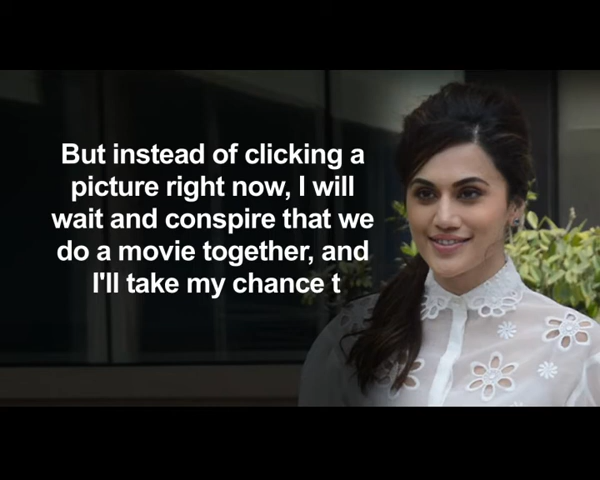 But instead of clicking a
picture right now, I will
wait and conspire that we
do a movie together, and
I'll take my chance t